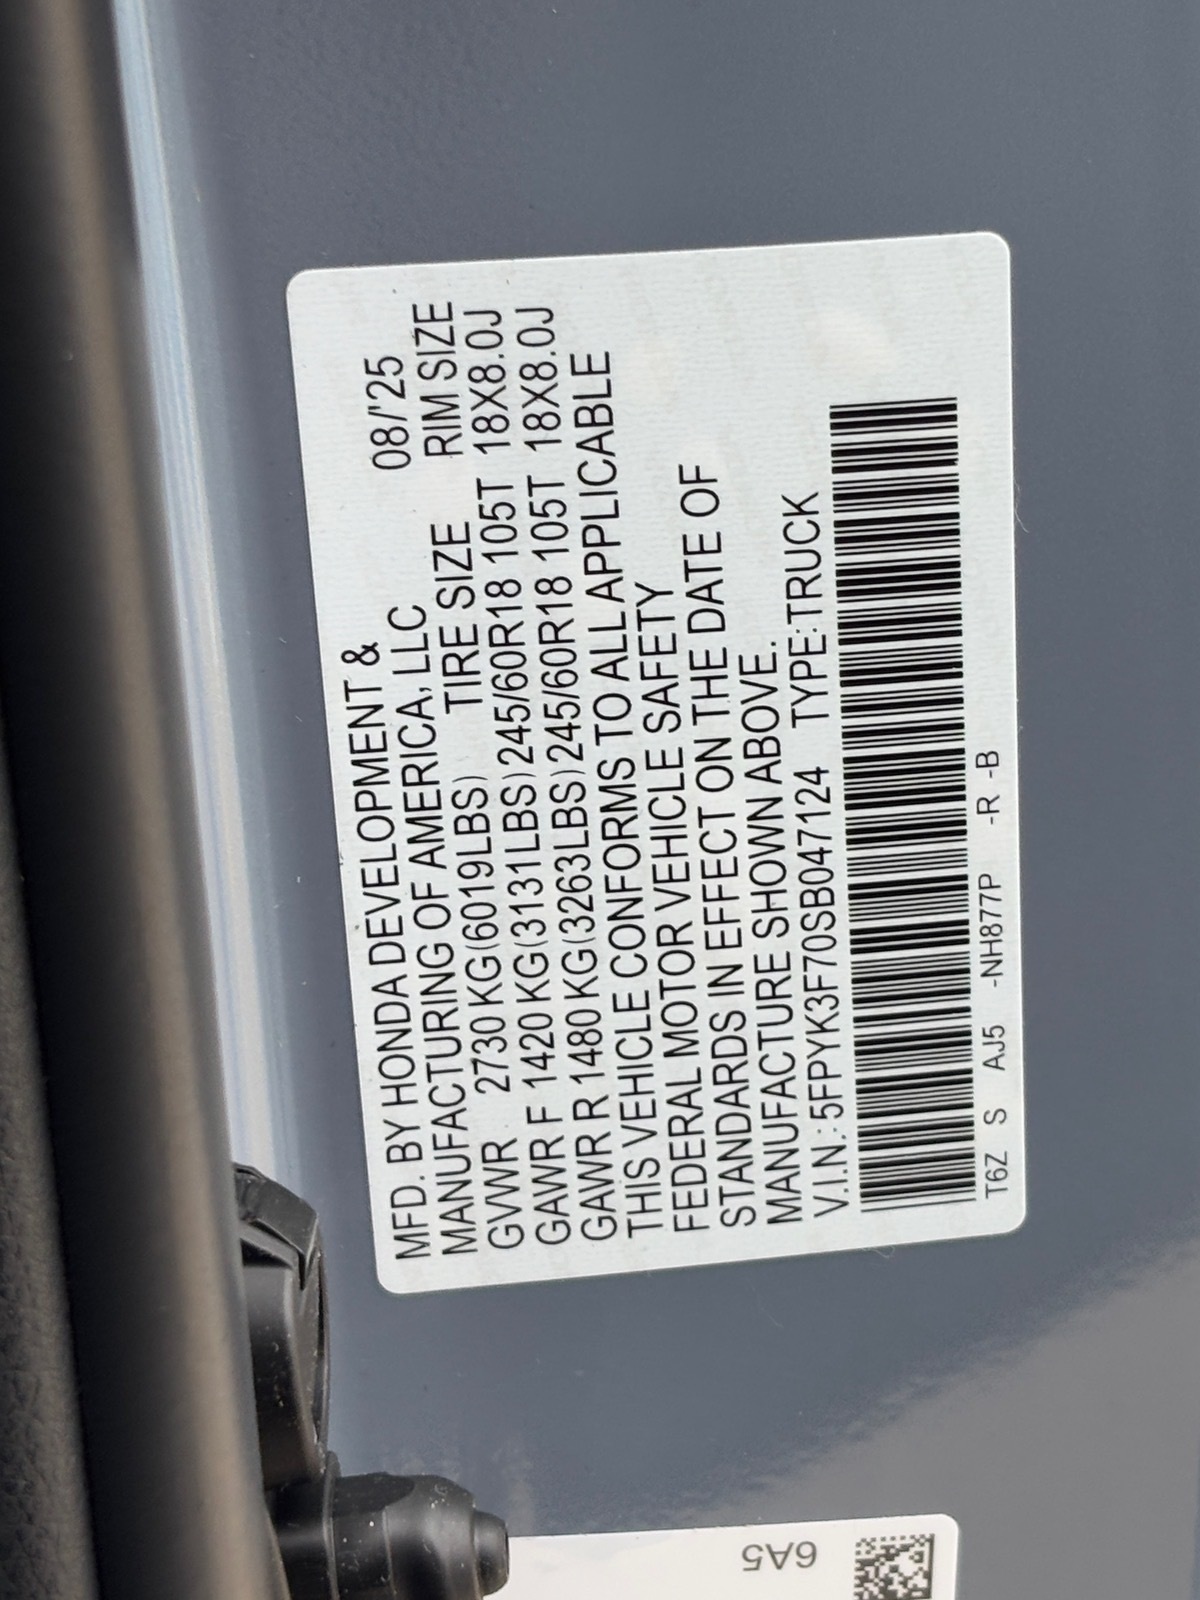 MFD. BY HONDA DEVELOPMENT &
MANUFACTURING OF AMERICA, LLC 08/'25
GVWR 2730 KG(6019LBS) TIRE SIZE RIM SIZE
GAWR F 1420 KG(3131LBS) 245/60R18 105T 18X8.0J
GAWR R 1480 KG(3263LBS) 245/60R18 105T 18X8.0J
THIS VEHICLE CONFORMS TO ALL APPLICABLE
FEDERAL MOTOR VEHICLE SAFETY
STANDARDS IN EFFECT ON THE DATE OF
MANUFACTURE SHOWN ABOVE.
V.I.N.:5FPYK3F70SB047124 TYPE:TRUCK
T6Z S AJ5 -NH877P -R -B
6A5